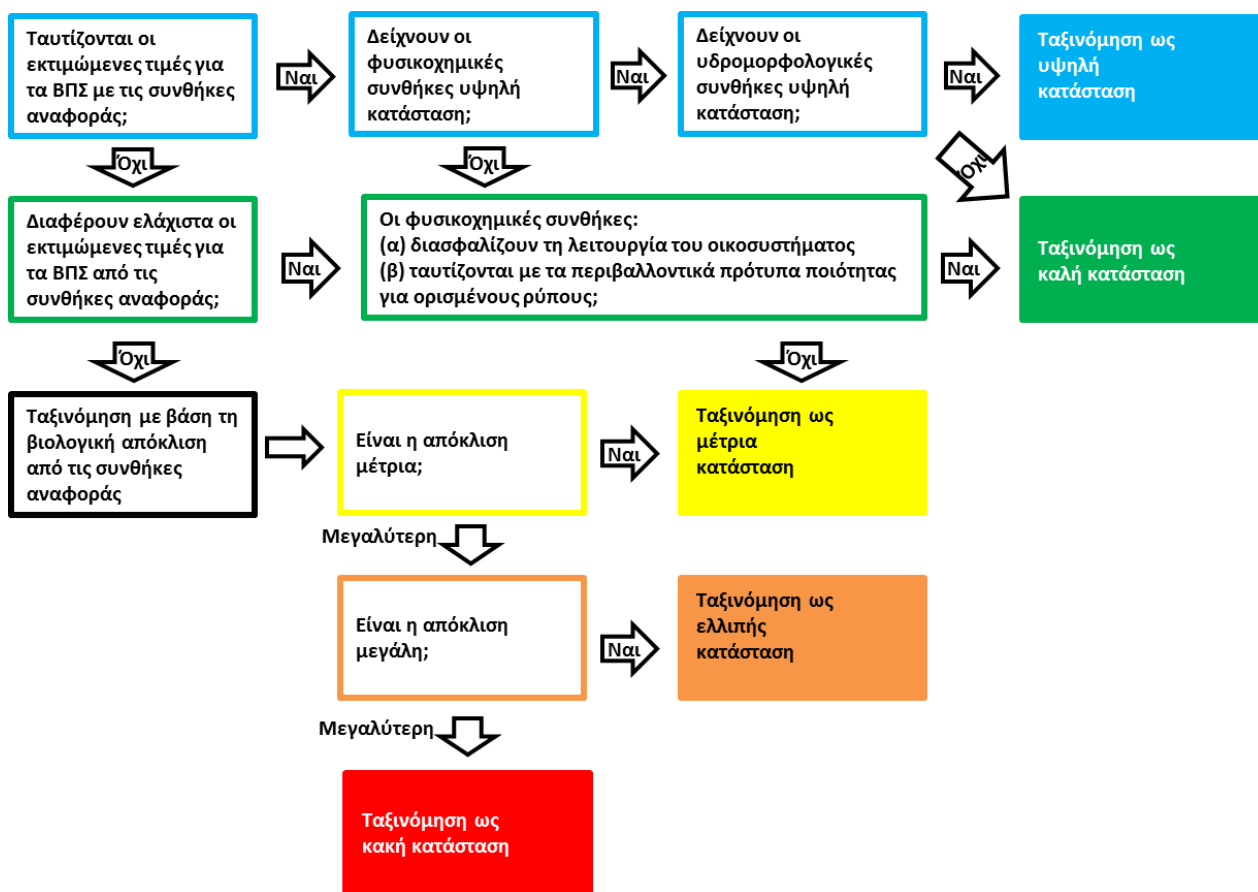 Ταυτίζονται οι
εκτιμώμενες τιμές για
τα ΒΠΣ με τις συνθήκες
αναφοράς;
Ναι
Δείχνουν οι
φυσικοχημικές
συνθήκες υψηλή
κατάσταση;
Ναι
Δείχνουν οι
υδρομορφολογικές
συνθήκες υψηλή
κατάσταση;
Ναι
Ταξινόμηση ως
υψηλή
κατάσταση
Όχι
Όχι
Όχι
Διαφέρουν ελάχιστα οι
εκτιμώμενες τιμές για
τα ΒΠΣ από τις
συνθήκες αναφοράς;
Ναι
Οι φυσικοχημικές συνθήκες:
(α) διασφαλίζουν τη λειτουργία του οικοσυστήματος
(β) ταυτίζονται με τα περιβαλλοντικά πρότυπα ποιότητας
για ορισμένους ρύπους;
Ναι
Ταξινόμηση ως
καλή κατάσταση
Όχι
Όχι
Ταξινόμηση με βάση τη
βιολογική απόκλιση
από τις συνθήκες
αναφοράς
Είναι η απόκλιση
μέτρια;
Ναι
Ταξινόμηση ως
μέτρια
κατάσταση
Μεγαλύτερη
Είναι η απόκλιση
μεγάλη;
Ναι
Ταξινόμηση ως
ελλιπής
κατάσταση
Μεγαλύτερη
Ταξινόμηση ως
κακή κατάσταση